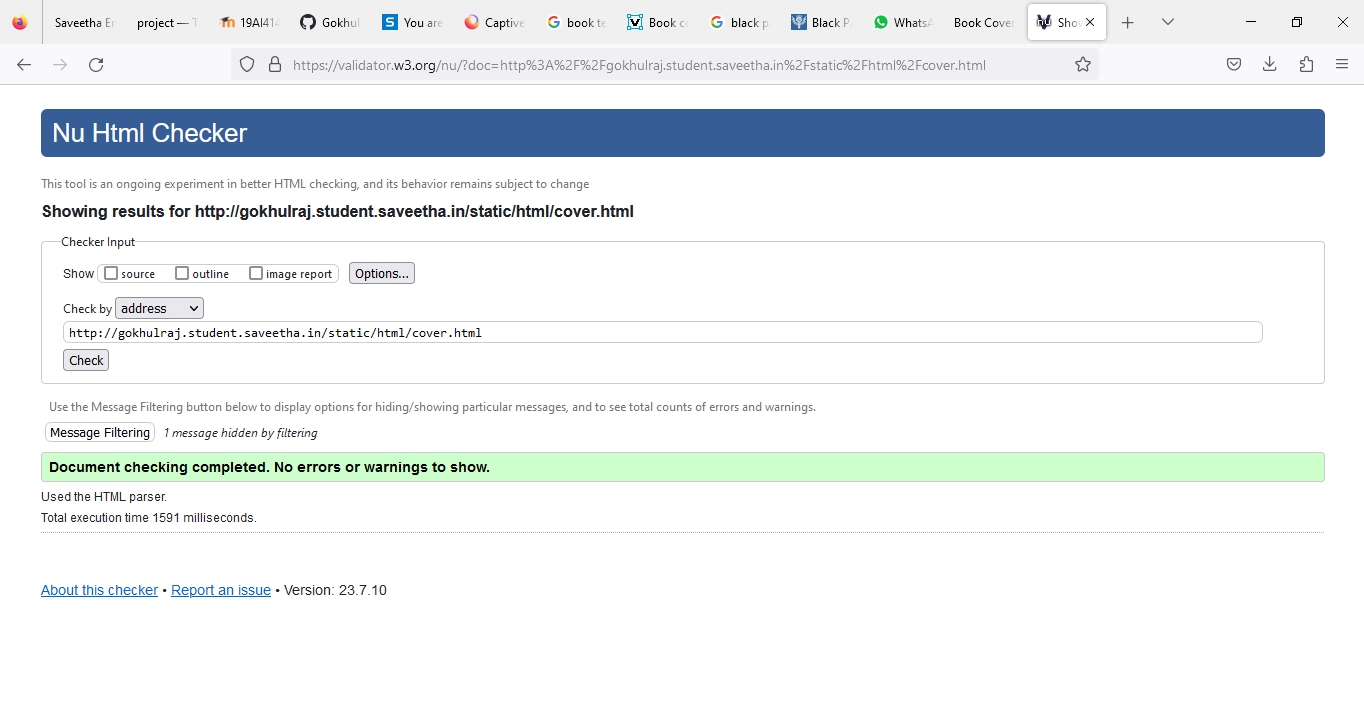 Saveetha En project — T 19AI414 Gokhul You are Captive book te Book co black p Black P WhatsA Book Cover Sho
https://validator.w3.org/nu/?doc=http%3A%2F%2Fgokhulraj.student.saveetha.in%2Fstatic%2Fhtml%2Fcover.html
Nu Html Checker
This tool is an ongoing experiment in better HTML checking, and its behavior remains subject to change
Showing results for http://gokhulraj.student.saveetha.in/static/html/cover.html
Checker Input
Show source outline image report Options...
Check by address
http://gokhulraj.student.saveetha.in/static/html/cover.html
Check
Use the Message Filtering button below to display options for hiding/showing particular messages, and to see total counts of errors and warnings.
Message Filtering 1 message hidden by filtering
Document checking completed. No errors or warnings to show.
Used the HTML parser.
Total execution time 1591 milliseconds.
About this checker • Report an issue • Version: 23.7.10